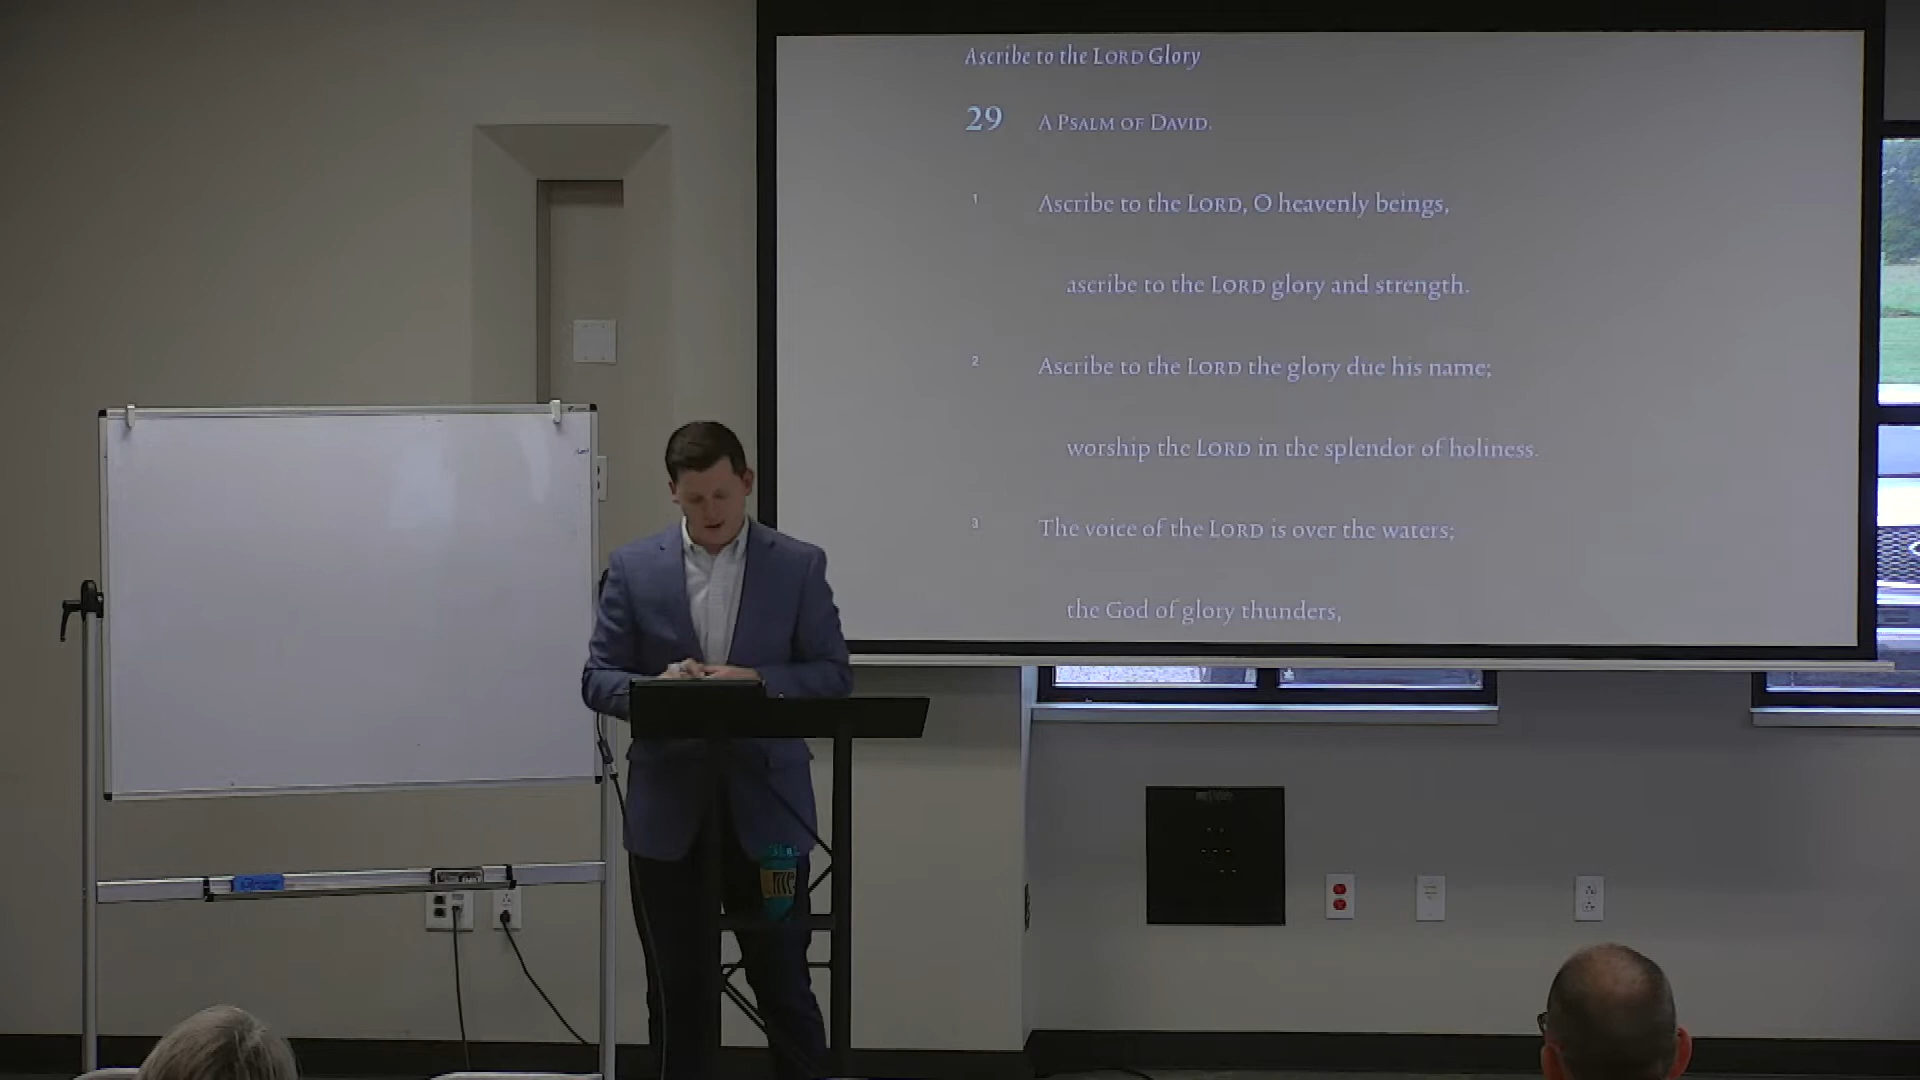 Ascribe to the LORD Glory
29 A PSALM OF DAVID.
1 Ascribe to the LORD, O heavenly beings,
ascribe to the LORD glory and strength.
2 Ascribe to the LORD the glory due his name;
worship the LORD in the splendor of holiness.
3 The voice of the LORD is over the waters;
the God of glory thunders,